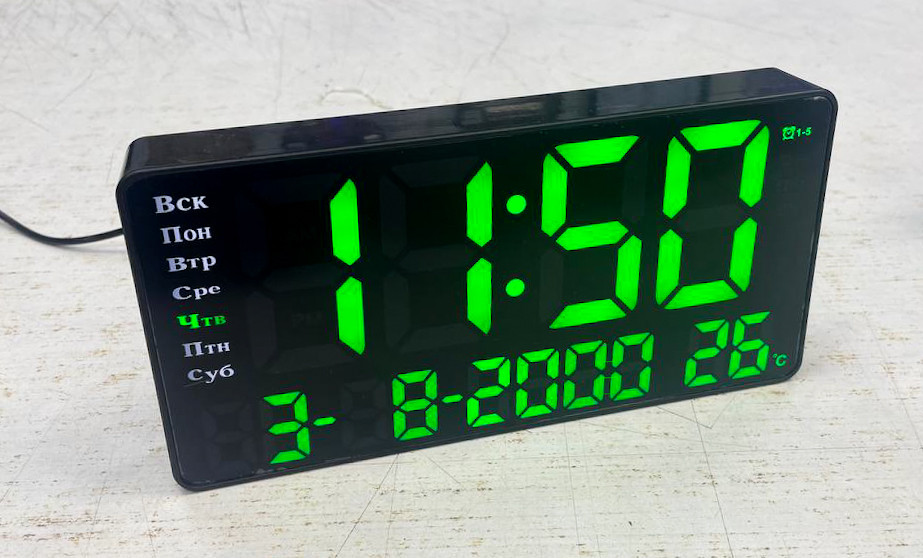 Вск
Пон
Втр
Сре
Чтв
Птн
Суб
11:50
1-5
3-8-2000 26°C